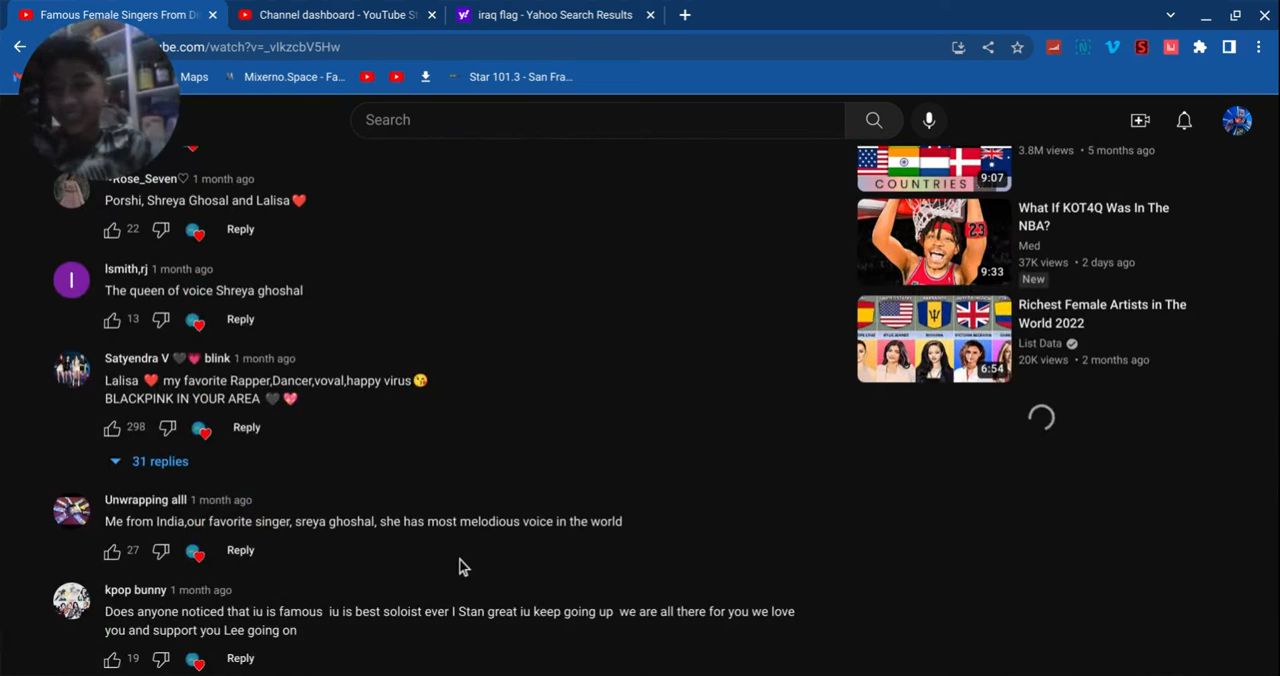 Famous Female Singers From Di
Channel dashboard - YouTube St
iraq flag - Yahoo Search Results
be.com/watch?v=_vIkzcbV5Hw
Maps
Mixerno.Space - Fa...
Star 101.3 - San Fra...
Search
~Rose_Seven♡ 1 month ago
Porshi, Shreya Ghosal and Lalisa❤️
22
Reply
I
Ismith,rj 1 month ago
The queen of voice Shreya ghoshal
13
Reply
Satyendra V 🖤💗 blink 1 month ago
Lalisa ❤️ my favorite Rapper,Dancer,voval,happy virus😘
BLACKPINK IN YOUR AREA 🖤💖
298
Reply
31 replies
Unwrapping alll 1 month ago
Me from India,our favorite singer, sreya ghoshal, she has most melodious voice in the world
27
Reply
kpop bunny 1 month ago
Does anyone noticed that iu is famous iu is best soloist ever I Stan great iu keep going up we are all there for you we love
you and support you Lee going on
19
Reply
COUNTRIES
9:07
3.8M views • 5 months ago
23
9:33
What If KOT4Q Was In The
NBA?
Med
37K views • 2 days ago
New
6:54
Richest Female Artists in The
World 2022
List Data
20K views • 2 months ago